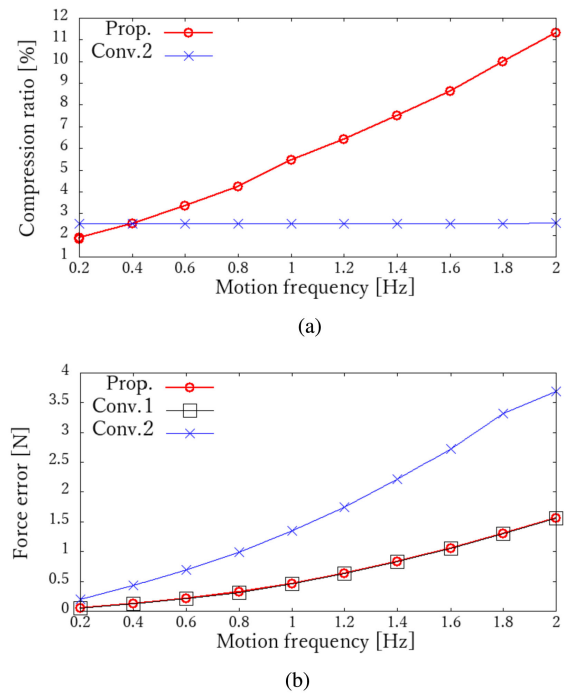 12
11
10
9
8
7
6
5
4
3
2
1
Compression ratio [%]
Prop.
Conv.2
0.2 0.4 0.6 0.8 1 1.2 1.4 1.6 1.8 2
Motion frequency [Hz]
(a)
4
3.5
3
2.5
2
1.5
1
0.5
0
Force error [N]
Prop.
Conv.1
Conv.2
0.2 0.4 0.6 0.8 1 1.2 1.4 1.6 1.8 2
Motion frequency [Hz]
(b)